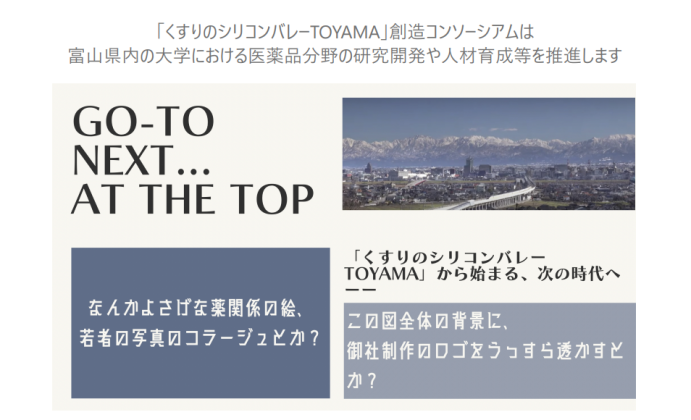 「くすりのシリコンバレーTOYAMA」創造コンソーシアムは
富山県内の大学における医薬品分野の研究開発や人材育成等を推進します
GO-TO
NEXT...
AT THE TOP
「くすりのシリコンバレー
TOYAMA」から始まる、次の時代へ
ーー
なんかよさげな薬関係の絵、
若者の写真のコラージュとか？
この図全体の背景に、
御社制作のロゴをうっすら透かすと
か？